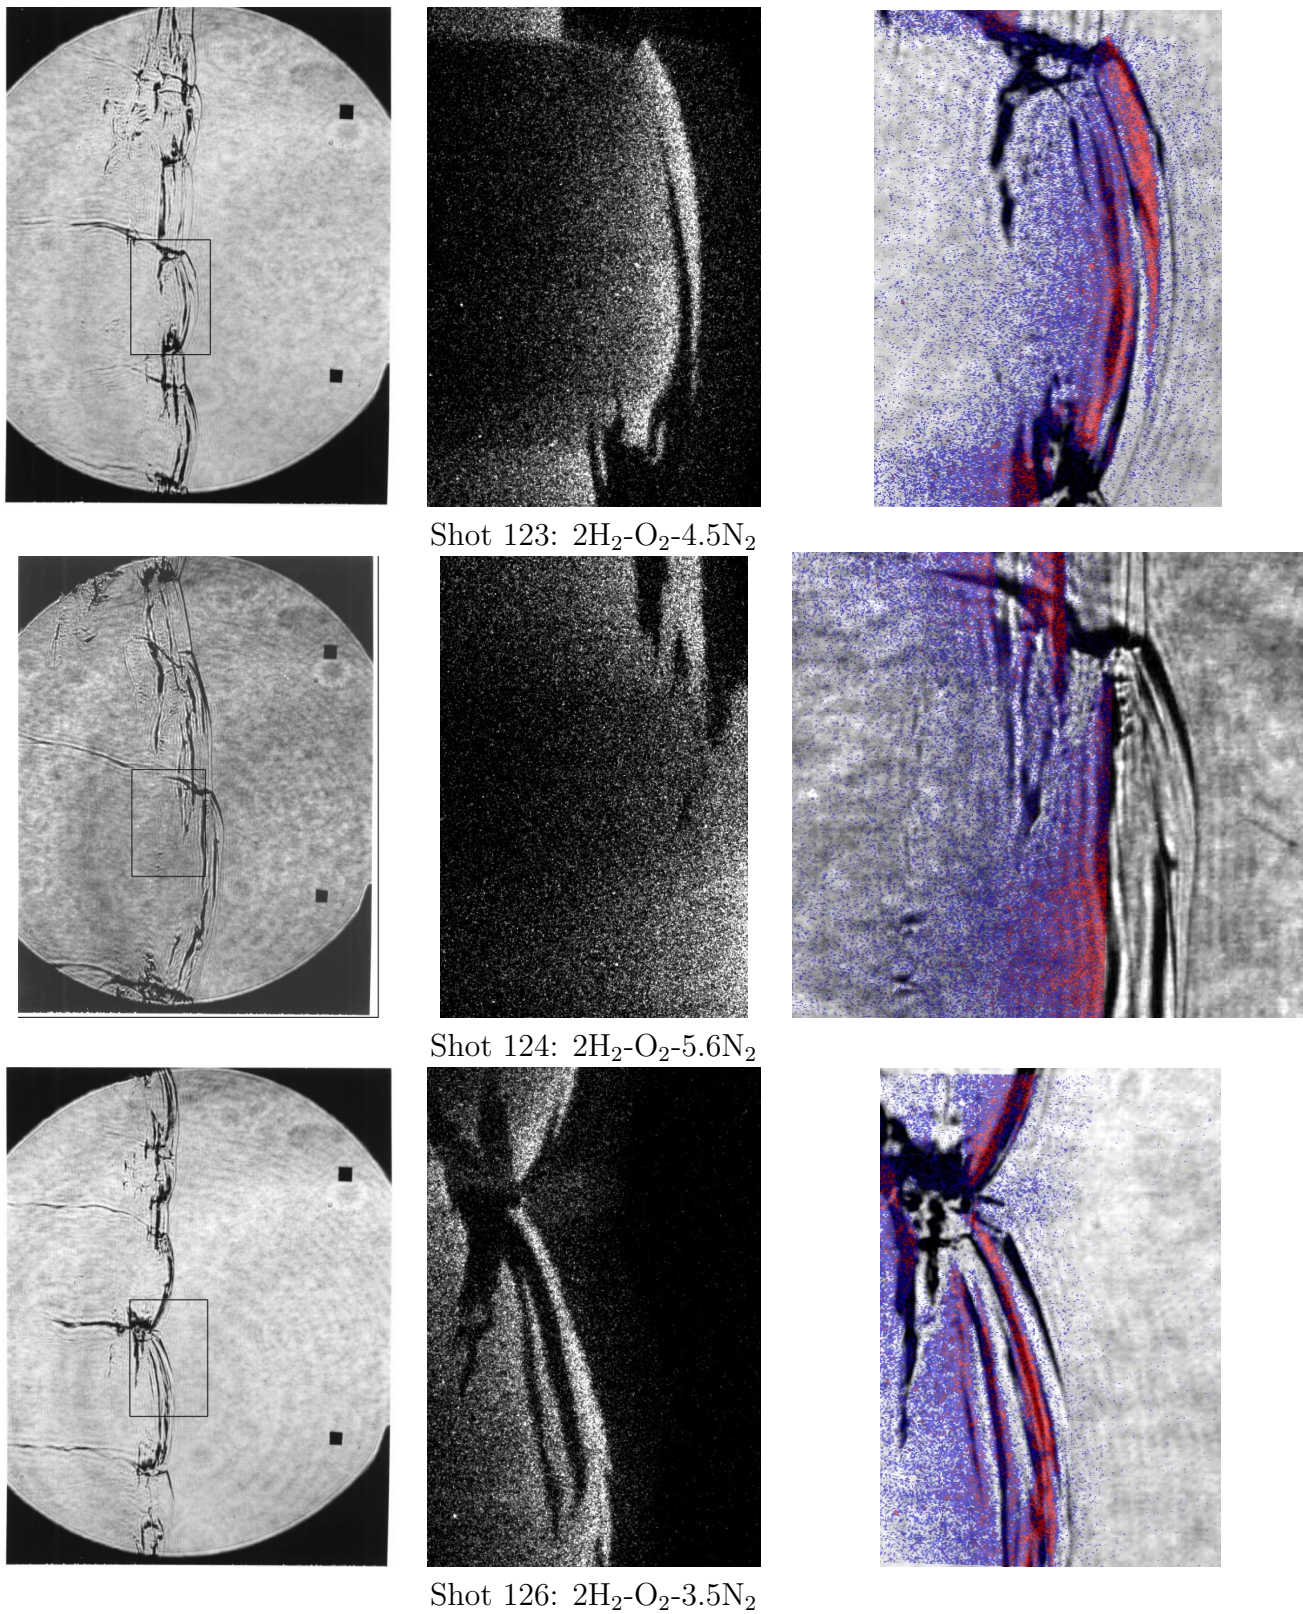 Shot 123: 2H₂-O₂-4.5N₂
Shot 124: 2H₂-O₂-5.6N₂
Shot 126: 2H₂-O₂-3.5N₂